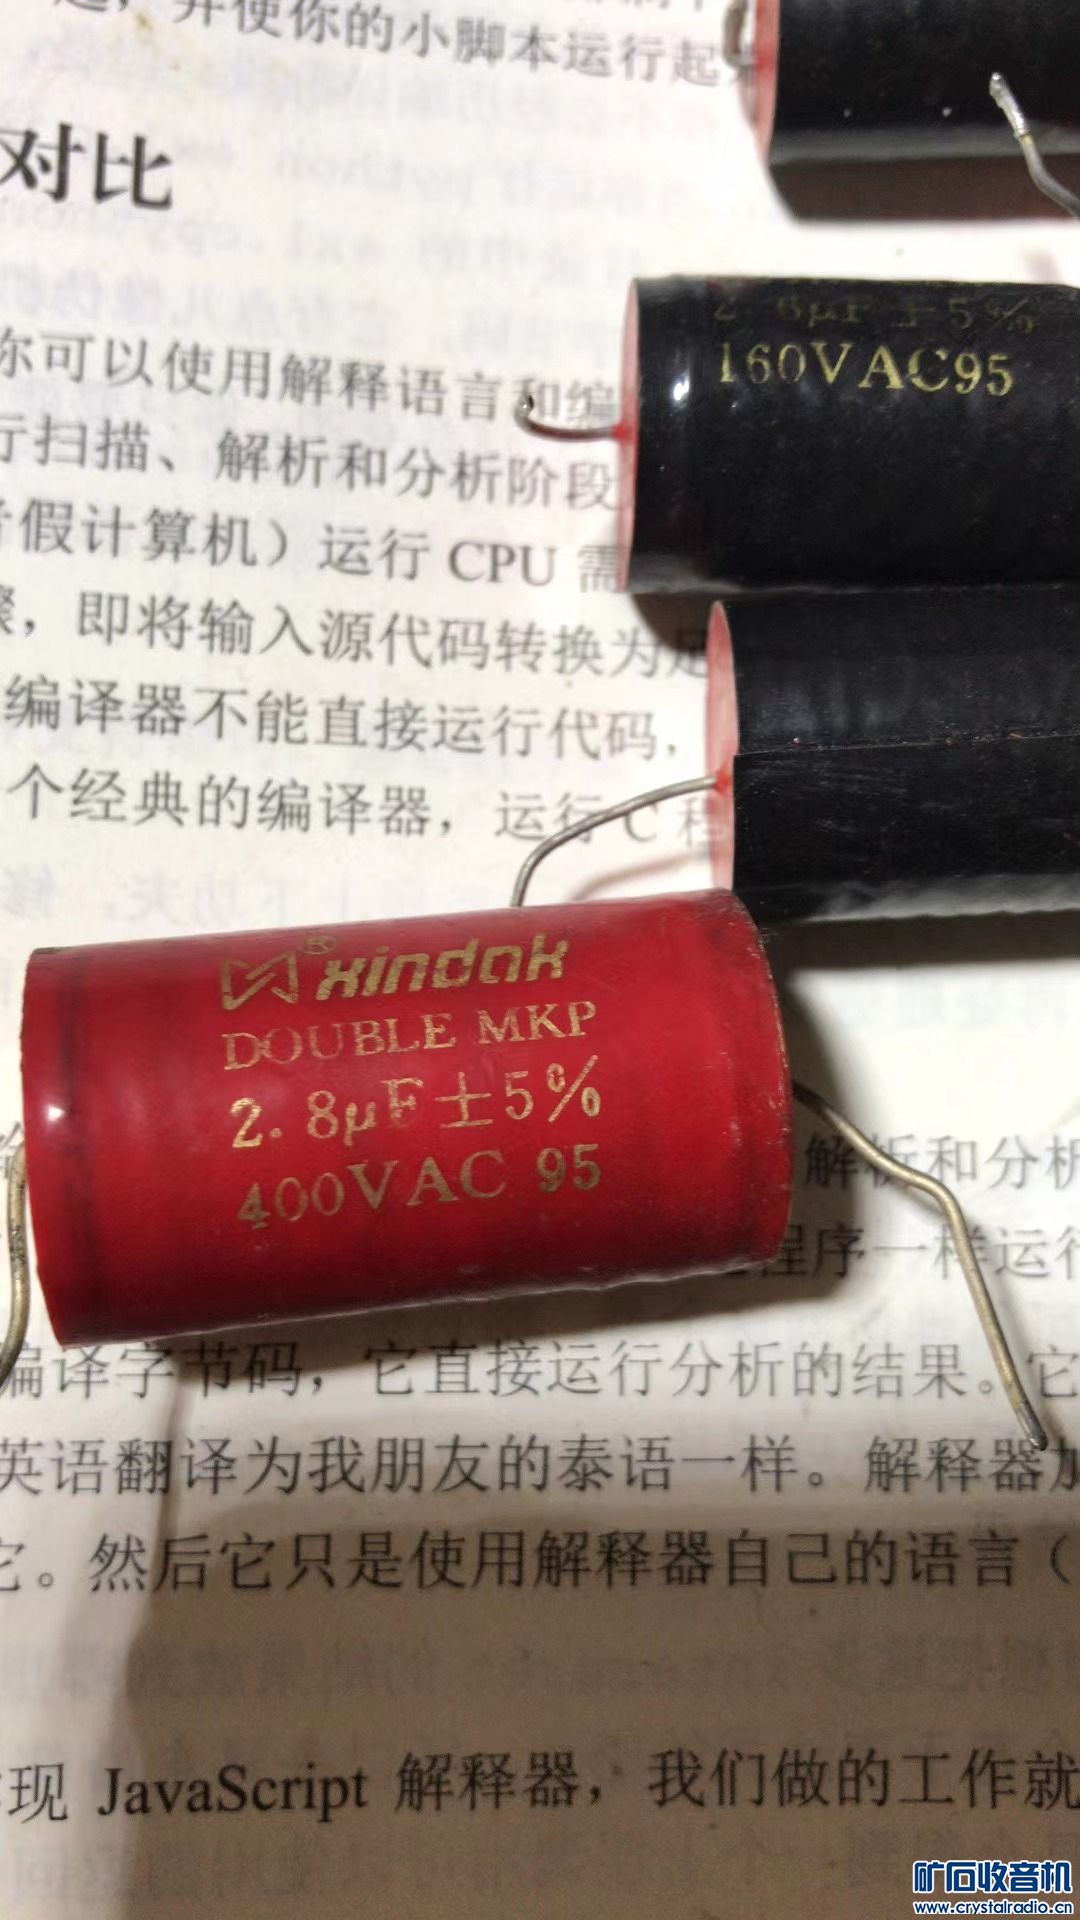 并使你的小脚本运行起
对比
你可以使用解释语言和编
行扫描、解析和分析阶段
假计算机）运行 CPU 需
，即将输入源代码转换为
编译器不能直接运行代码，
个经典的编译器，运行 C 程
160VAC95
® xindak
DOUBLE MKP
2.8μF±5%
400VAC 95
解析和分析
程序一样运行
编译字节码，它直接运行分析的结果。它
英语翻译为我朋友的泰语一样。解释器
它。然后它只是使用解释器自己的语言（
现 JavaScript 解释器，我们做的工作就
矿石收音机
www.crystalradio.cn